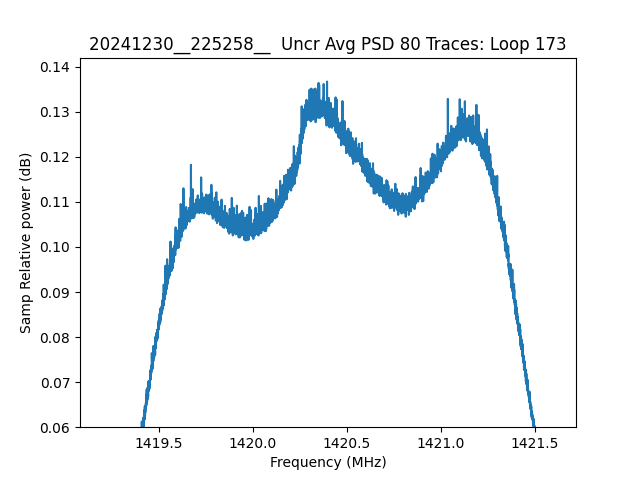 20241230__225258__  Uncr Avg PSD 80 Traces: Loop 173
0.14
0.13
0.12
0.11
0.10
0.09
0.08
0.07
0.06
Samp Relative power (dB)
1419.5 1420.0 1420.5 1421.0 1421.5
Frequency (MHz)